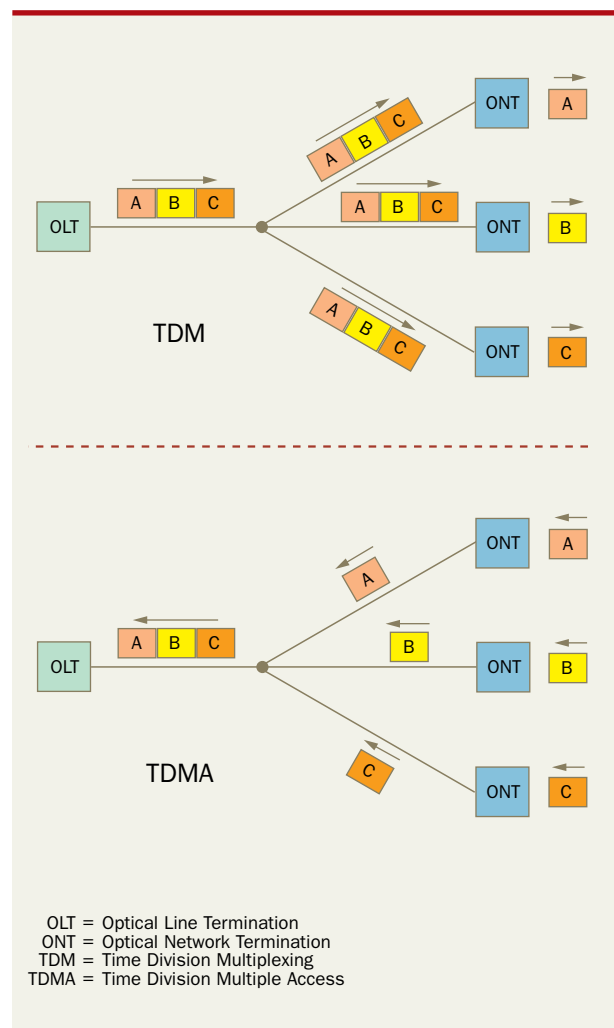 A B C
ONT A
A B C
A B C
OLT ONT B
A B C
TDM
ONT C
ONT A
A
A B C
B
OLT ONT B
TDMA
C
ONT C
OLT = Optical Line Termination
ONT = Optical Network Termination
TDM = Time Division Multiplexing
TDMA = Time Division Multiple Access